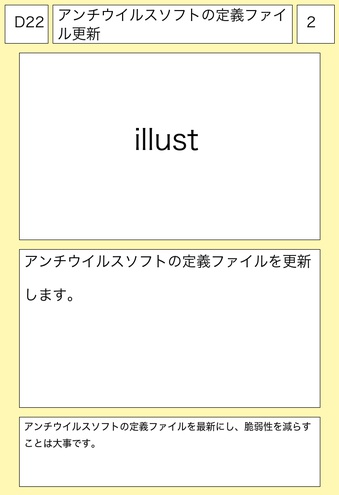 D22
アンチウイルスソフトの定義ファイ
ル更新
2
illust
アンチウイルスソフトの定義ファイルを更新
します。
アンチウイルスソフトの定義ファイルを最新にし、脆弱性を減らす
ことは大事です。